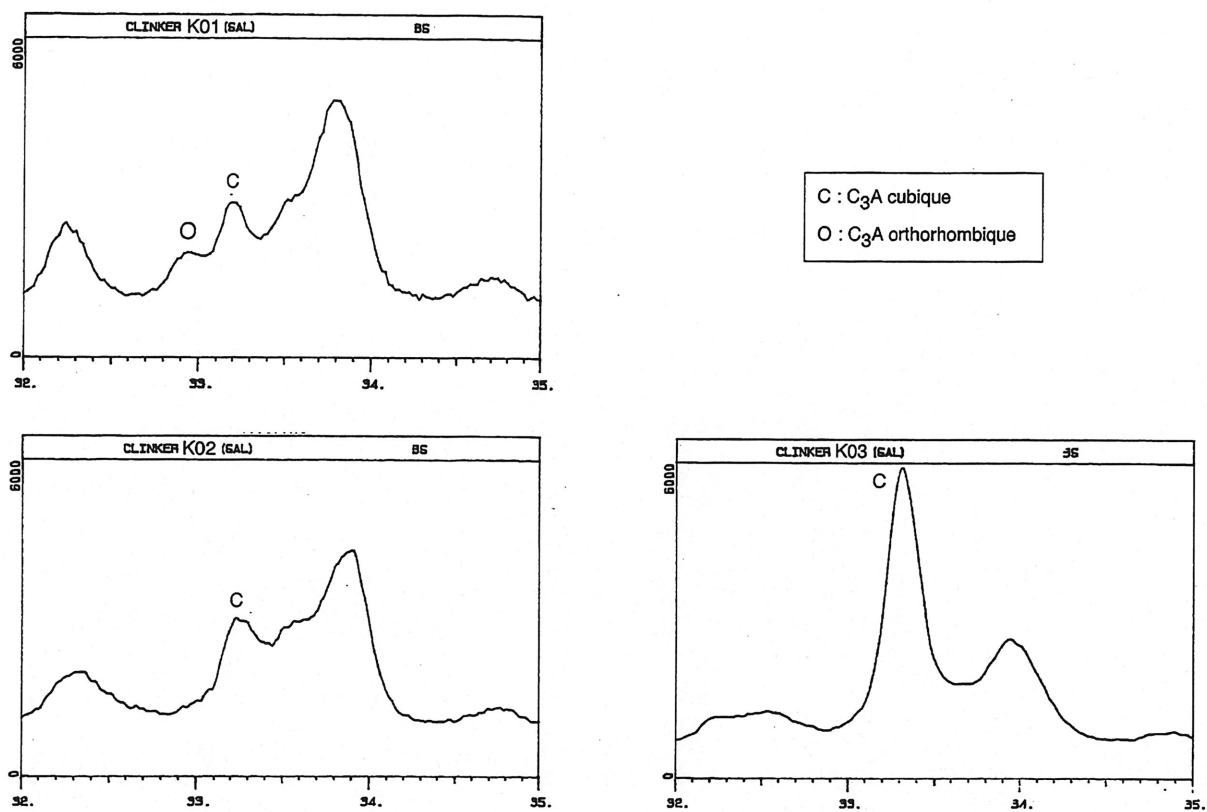 CLINKER K01 (SAL) BS
6000
C
O
0
32. 33. 34. 35.
C : C₃A cubique
O : C₃A orthorhombique
CLINKER K02 (SAL) BS
6000
C
0
32. 33. 34. 35.
CLINKER K03 (SAL) BS
6000
C
0
32. 33. 34. 35.